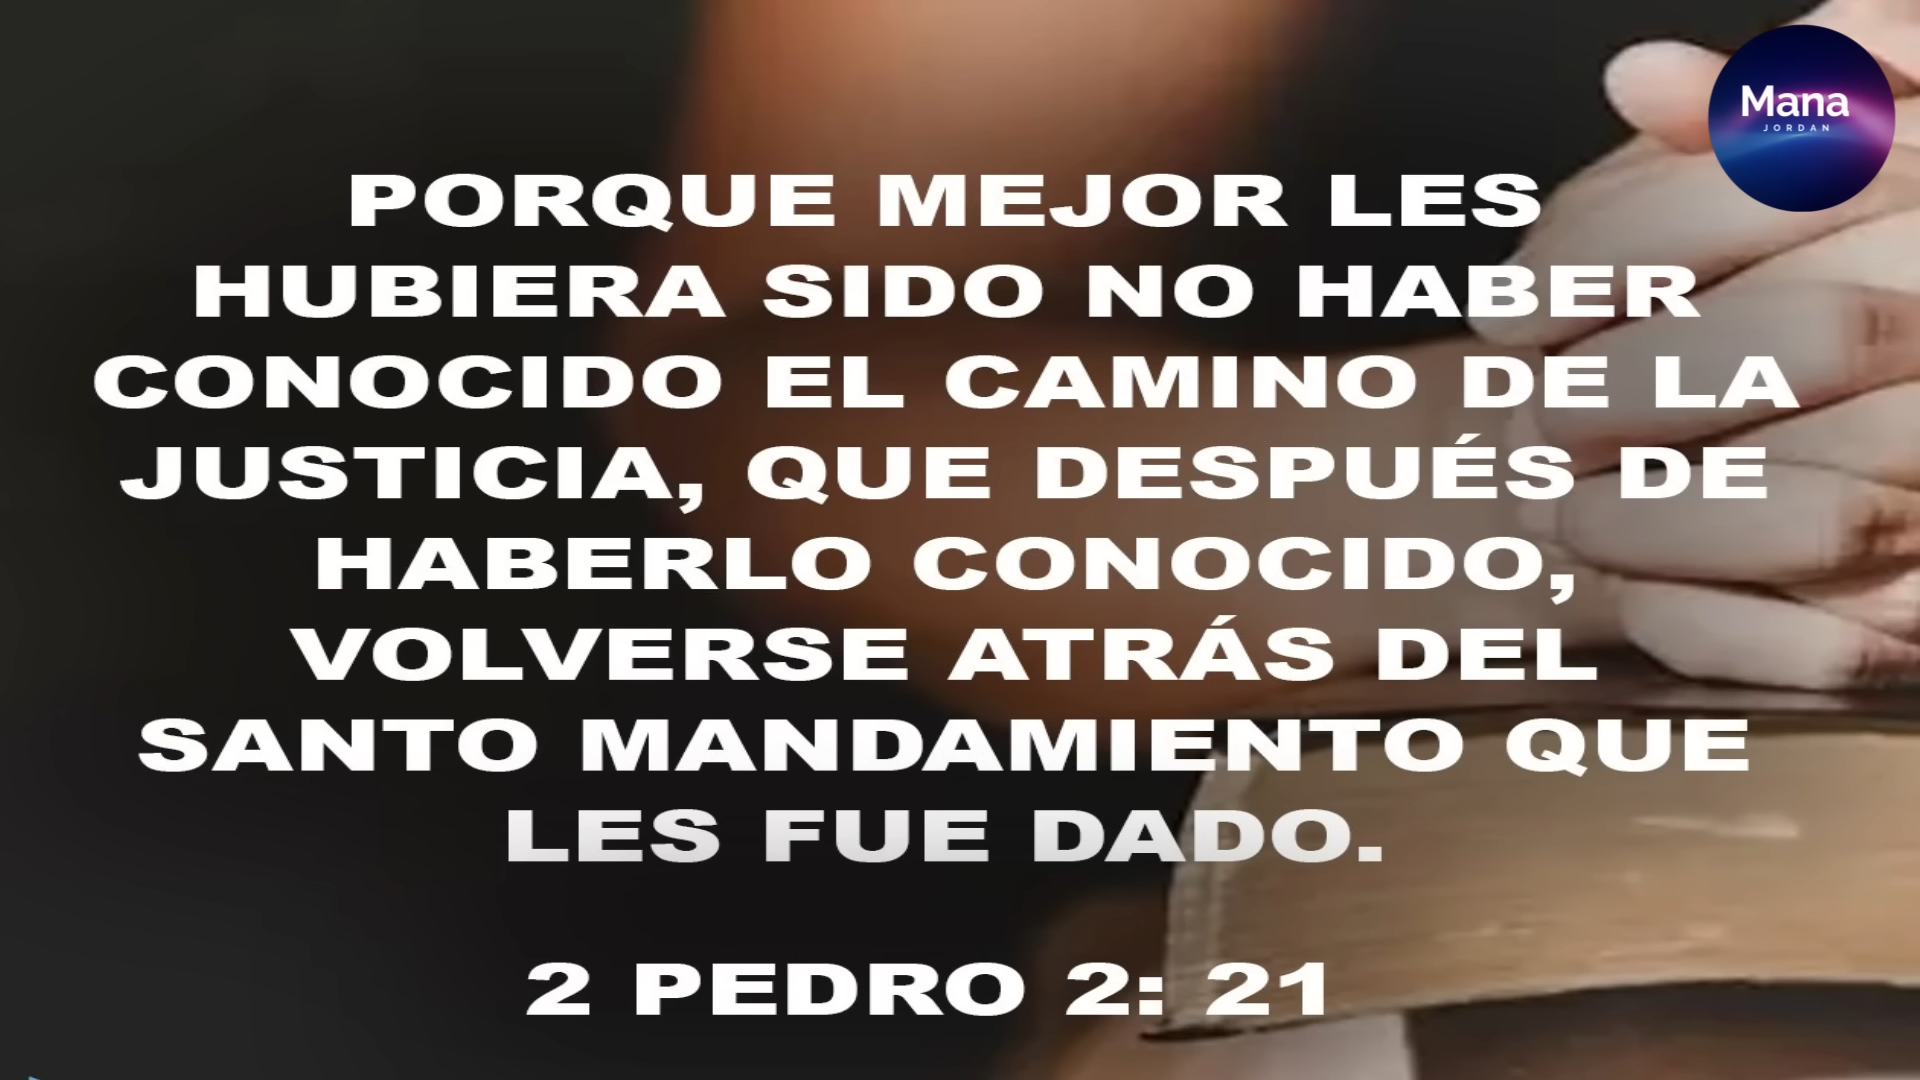 Mana
JORDAN
PORQUE MEJOR LES
HUBIERA SIDO NO HABER
CONOCIDO EL CAMINO DE LA
JUSTICIA, QUE DESPUÉS DE
HABERLO CONOCIDO,
VOLVERSE ATRÁS DEL
SANTO MANDAMIENTO QUE
LES FUE DADO.
2 PEDRO 2: 21